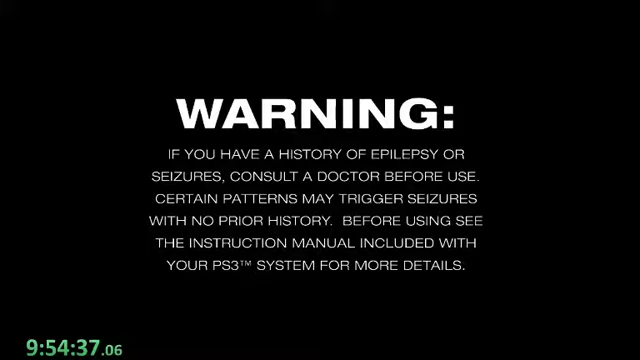 WARNING:
IF YOU HAVE A HISTORY OF EPILEPSY OR
SEIZURES, CONSULT A DOCTOR BEFORE USE.
CERTAIN PATTERNS MAY TRIGGER SEIZURES
WITH NO PRIOR HISTORY.  BEFORE USING SEE
THE INSTRUCTION MANUAL INCLUDED WITH
YOUR PS3™ SYSTEM FOR MORE DETAILS.
9:54:37.06